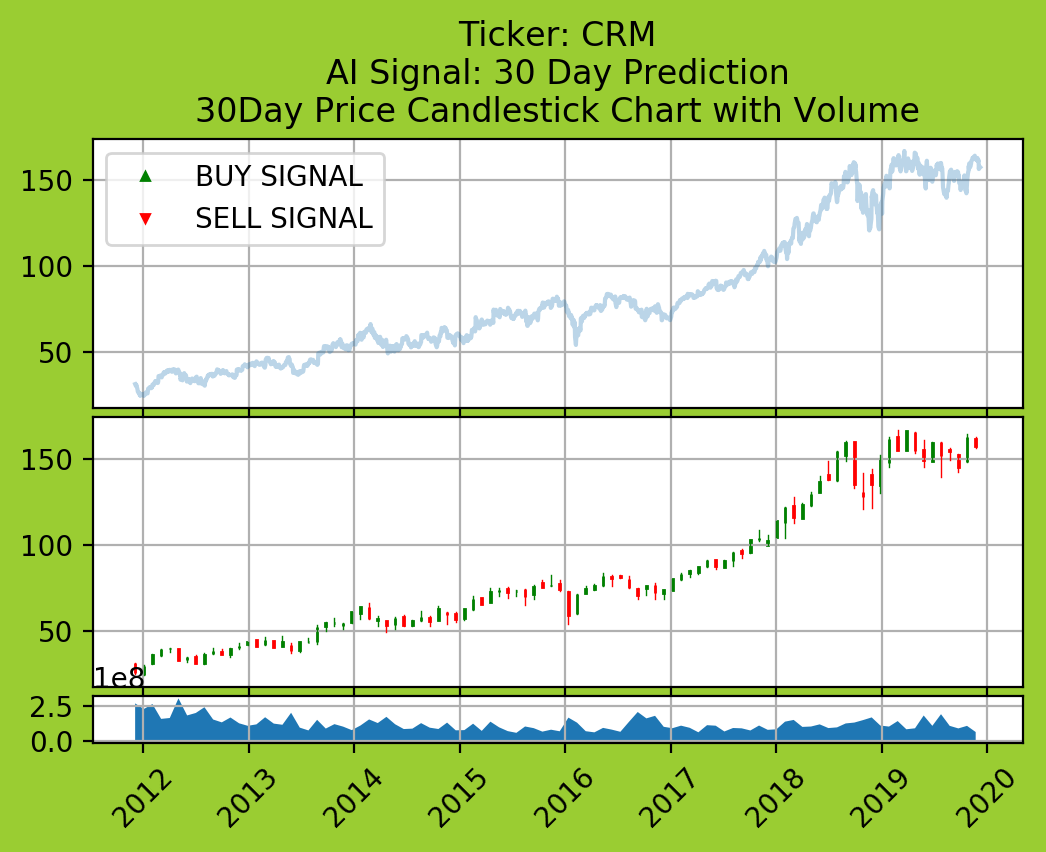 Ticker: CRM
AI Signal: 30 Day Prediction
30Day Price Candlestick Chart with Volume
BUY SIGNAL
SELL SIGNAL
150
100
50
150
100
50
1e8
2.5
0.0
2012
2013
2014
2015
2016
2017
2018
2019
2020